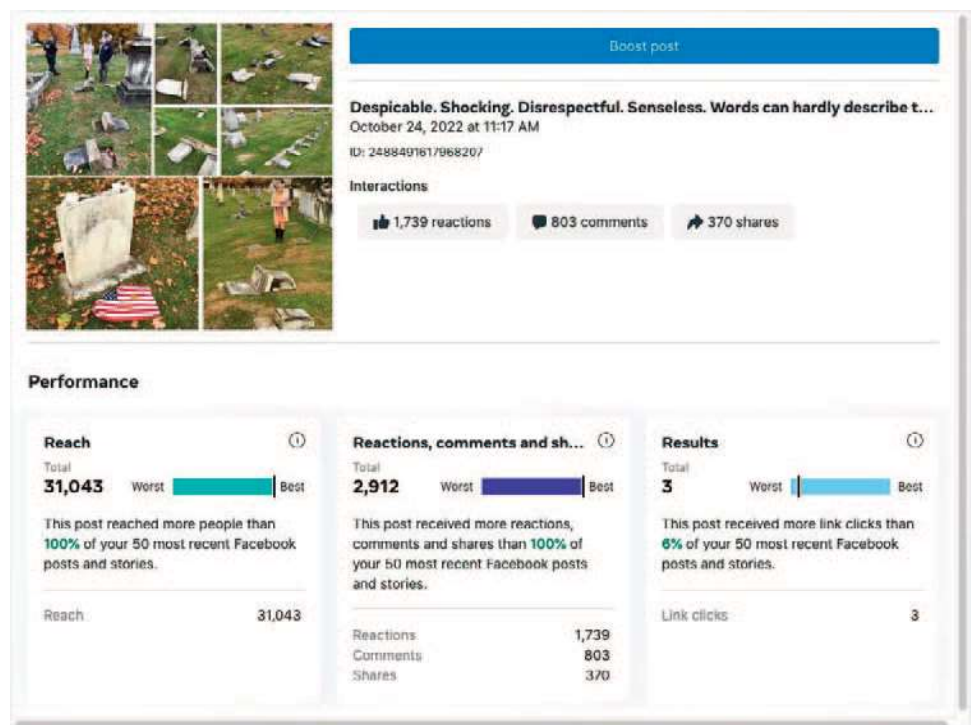 Boost post
Despicable. Shocking. Disrespectful. Senseless. Words can hardly describe t...
October 24, 2022 at 11:17 AM
ID: 2488491617968207
Interactions
1,739 reactions
803 comments
370 shares
Performance
Reach
Total
31,043
Worst
Best
This post reached more people than
100% of your 50 most recent Facebook
posts and stories.
Reach 31,043
Reactions, comments and sh...
Total
2,912
Worst
Best
This post received more reactions,
comments and shares than 100% of
your 50 most recent Facebook posts
and stories.
Reactions 1,739
Comments 803
Shares 370
Results
Total
3
Worst
Best
This post received more link clicks than
6% of your 50 most recent Facebook
posts and stories.
Link clicks 3